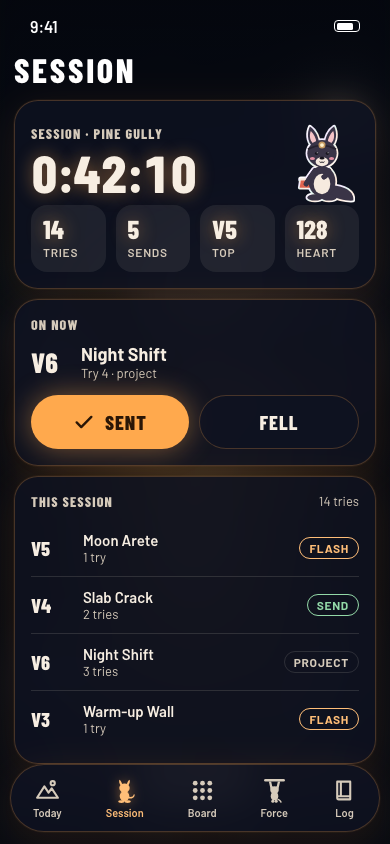 9:41
SESSION
SESSION · PINE GULLY
0:42:10
14
TRIES
5
SENDS
V5
TOP
128
HEART
ON NOW
V6
Night Shift
Try 4 · project
SENT
FELL
THIS SESSION
14 tries
V5
Moon Arete
1 try
FLASH
V4
Slab Crack
2 tries
SEND
V6
Night Shift
3 tries
PROJECT
V3
Warm-up Wall
1 try
FLASH
Today
Session
Board
Force
Log